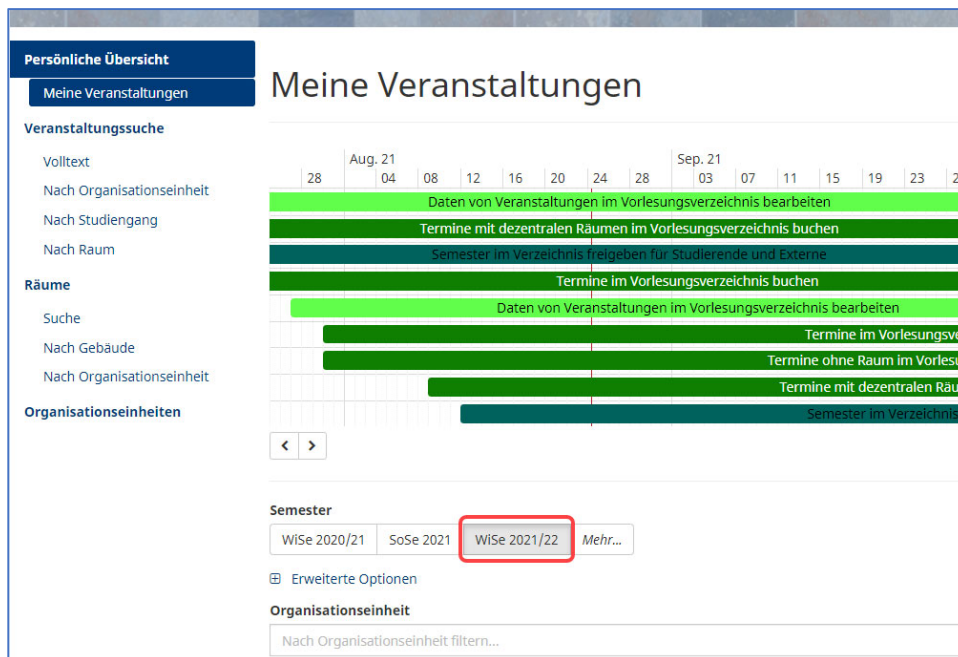 Persönliche Übersicht
Meine Veranstaltungen
Veranstaltungssuche
Volltext
Nach Organisationseinheit
Nach Studiengang
Nach Raum
Räume
Suche
Nach Gebäude
Nach Organisationseinheit
Organisationseinheiten
Meine Veranstaltungen
Aug. 21 Sep. 21
28 04 08 12 16 20 24 28 03 07 11 15 19 23
Daten von Veranstaltungen im Vorlesungsverzeichnis bearbeiten
Termine mit dezentralen Räumen im Vorlesungsverzeichnis buchen
Semester im Verzeichnis freigeben für Studierende und Externe
Termine im Vorlesungsverzeichnis buchen
Daten von Veranstaltungen im Vorlesungsverzeichnis bearbeiten
Termine im Vorlesungsve
Termine ohne Raum im Vorlesu
Termine mit dezentralen Räu
Semester im Verzeichnis
Semester
WiSe 2020/21 SoSe 2021 WiSe 2021/22 Mehr...
Erweiterte Optionen
Organisationseinheit
Nach Organisationseinheit filtern...